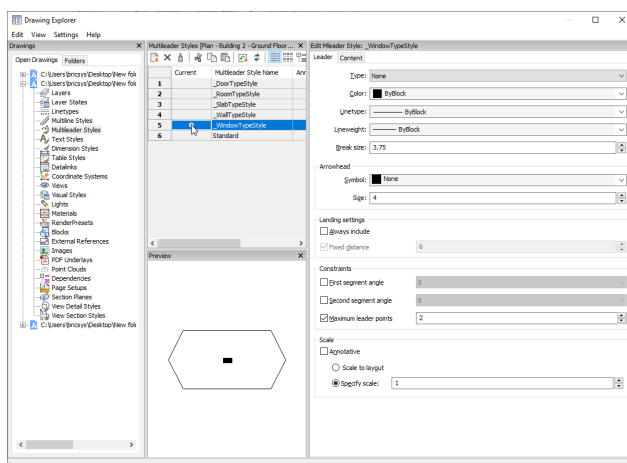 Drawing Explorer
Edit View Settings Help
Drawings
Open Drawings Folders
C:\Users\bricsys\Desktop\New fol
C:\Users\bricsys\Desktop\New fol
Layers
Layer States
Linetypes
Multiline Styles
Multileader Styles
Text Styles
Dimension Styles
Table Styles
Datalinks
Coordinate Systems
Views
Visual Styles
Lights
Materials
RenderPresets
Blocks
External References
Images
PDF Underlays
Point Clouds
Dependencies
Page Setups
Section Planes
View Detail Styles
View Section Styles
C:\Users\bricsys\Desktop\New fol
Multileader Styles [Plan - Building 2 - Ground Floor...
Current Multileader Style Name Anr
1 _DoorTypeStyle
2 _RoomTypeStyle
3 _SlabTypeStyle
4 _WallTypeStyle
5 _WindowTypeStyle
6 Standard
Preview
Edit Mleader Style: _WindowTypeStyle
Leader Content
Type: None
Color: ByBlock
Linetype: ByBlock
Lineweight: ByBlock
Break size: 3.75
Arrowhead
Symbol: None
Size: 4
Landing settings
Always include
Fixed distance 6
Constraints
First segment angle 0
Second segment angle 0
Maximum leader points 2
Scale
Annotative
Scale to layout
Specify scale: 1